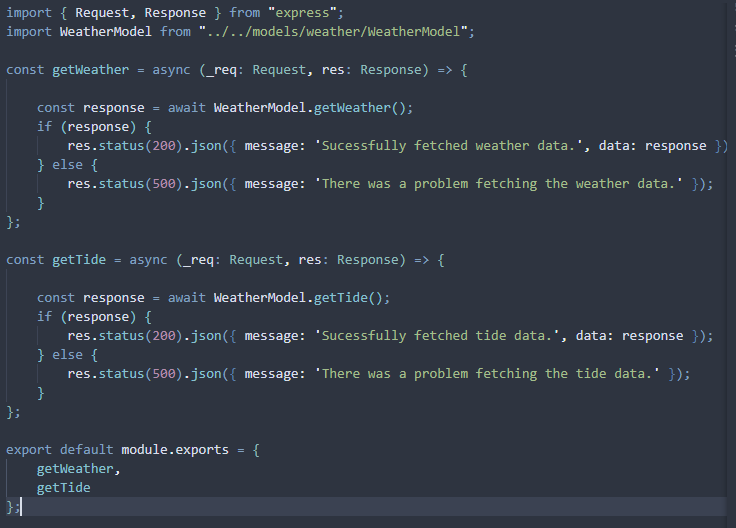 import { Request, Response } from "express";
import WeatherModel from "../../models/weather/WeatherModel";
const getWeather = async (_req: Request, res: Response) => {
const response = await WeatherModel.getWeather();
if (response) {
res.status(200).json({ message: 'Sucessfully fetched weather data.', data: response })
} else {
res.status(500).json({ message: 'There was a problem fetching the weather data.' });
}
};
const getTide = async (_req: Request, res: Response) => {
const response = await WeatherModel.getTide();
if (response) {
res.status(200).json({ message: 'Sucessfully fetched tide data.', data: response });
} else {
res.status(500).json({ message: 'There was a problem fetching the tide data.' });
}
};
export default module.exports = {
getWeather,
getTide
};